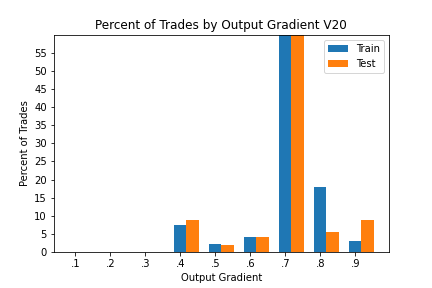 Percent of Trades by Output Gradient V20
Train
Test
Percent of Trades
55
50
45
40
35
30
25
20
15
10
5
0
.1 .2 .3 .4 .5 .6 .7 .8 .9
Output Gradient